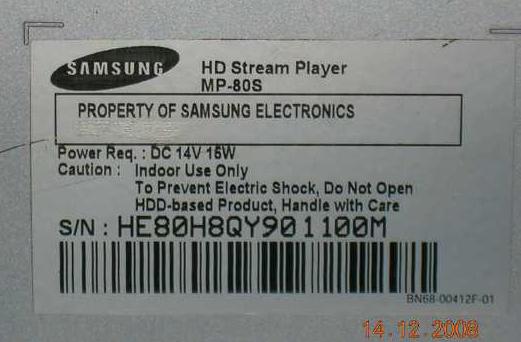 SAMSUNG
HD Stream Player
MP-80S
PROPERTY OF SAMSUNG ELECTRONICS
Power Req. : DC 14V 15W
Caution : Indoor Use Only
To Prevent Electric Shock, Do Not Open
HDD-based Product, Handle with Care
S/N : HE80H8QY901100M
BN68-00412F-01
14.12.2008